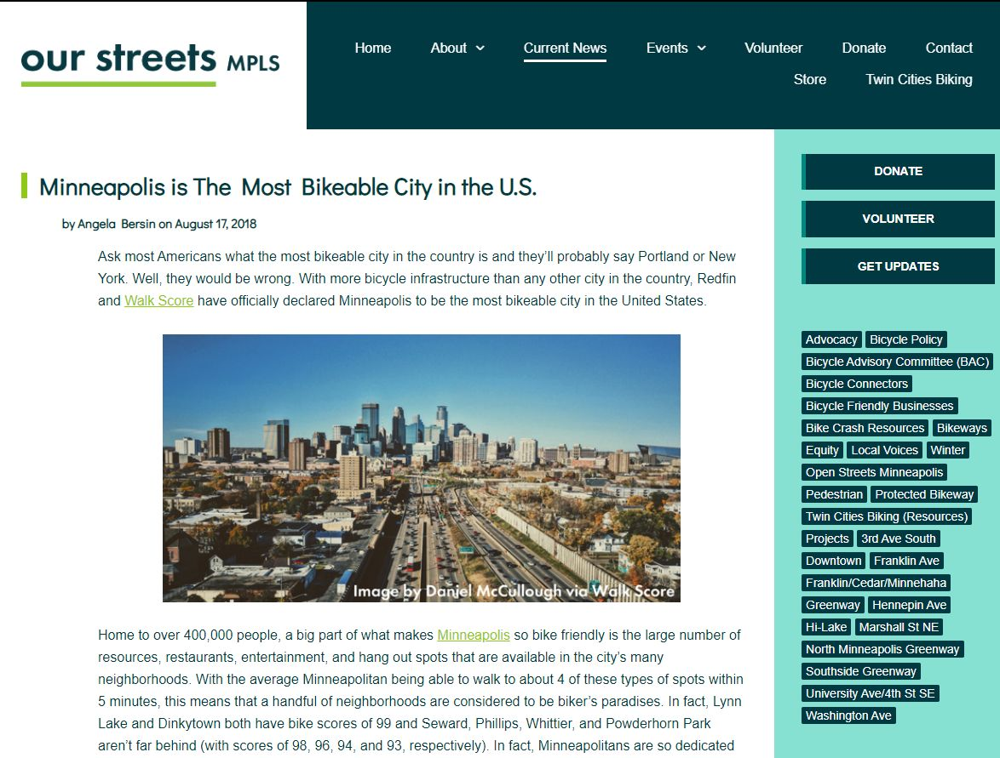 our streets MPLS
Home About Current News Events Volunteer Donate Contact
Store Twin Cities Biking
Minneapolis is The Most Bikeable City in the U.S.
by Angela Bersin on August 17, 2018
Ask most Americans what the most bikeable city in the country is and they’ll probably say Portland or New
York. Well, they would be wrong. With more bicycle infrastructure than any other city in the country, Redfin
and Walk Score have officially declared Minneapolis to be the most bikeable city in the United States.
Image by Daniel McCullough via Walk Score
Home to over 400,000 people, a big part of what makes Minneapolis so bike friendly is the large number of
resources, restaurants, entertainment, and hang out spots that are available in the city’s many
neighborhoods. With the average Minneapolitan being able to walk to about 4 of these types of spots within
5 minutes, this means that a handful of neighborhoods are considered to be biker’s paradises. In fact, Lynn
Lake and Dinkytown both have bike scores of 99 and Seward, Phillips, Whittier, and Powderhorn Park
aren’t far behind (with scores of 98, 96, 94, and 93, respectively). In fact, Minneapolitans are so dedicated
DONATE
VOLUNTEER
GET UPDATES
Advocacy Bicycle Policy
Bicycle Advisory Committee (BAC)
Bicycle Connectors
Bicycle Friendly Businesses
Bike Crash Resources Bikeways
Equity Local Voices Winter
Open Streets Minneapolis
Pedestrian Protected Bikeway
Twin Cities Biking (Resources)
Projects 3rd Ave South
Downtown Franklin Ave
Franklin/Cedar/Minnehaha
Greenway Hennepin Ave
Hi-Lake Marshall St NE
North Minneapolis Greenway
Southside Greenway
University Ave/4th St SE
Washington Ave